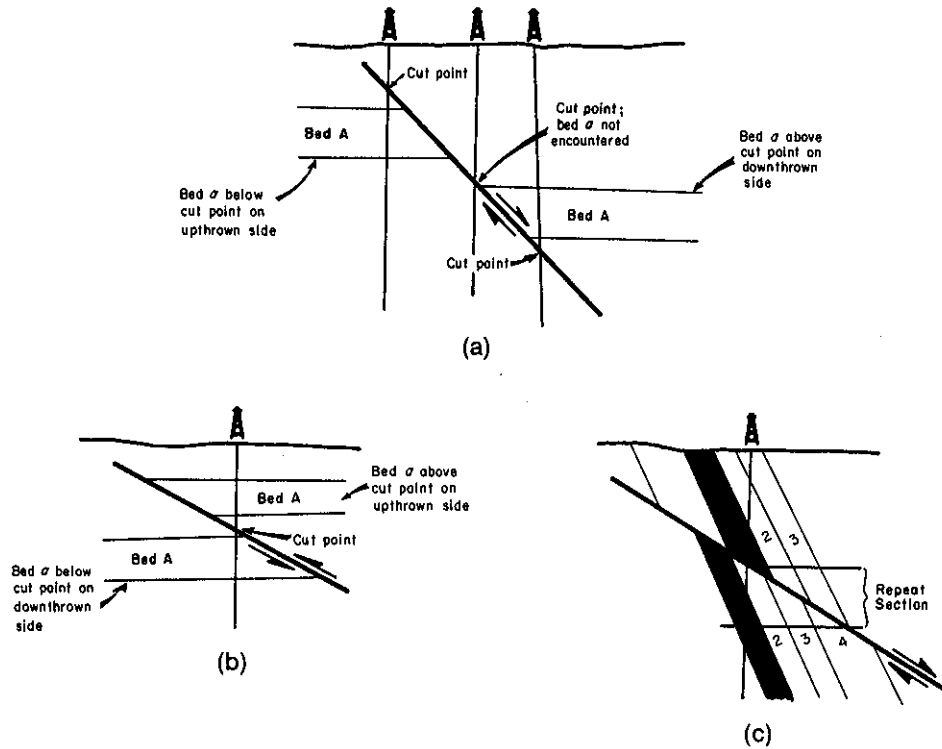 Cut point
Cut point;
bed a not
encountered
Bed A
Bed a above
cut point on
downthrown
side
Bed a below
cut point on
upthrown side
Bed A
Cut point
(a)
Bed a above
cut point on
upthrown side
Bed A
Cut point
Bed A
Bed a below
cut point on
downthrown
side
(b)
2
3
Repeat
Section
2
3
4
(c)